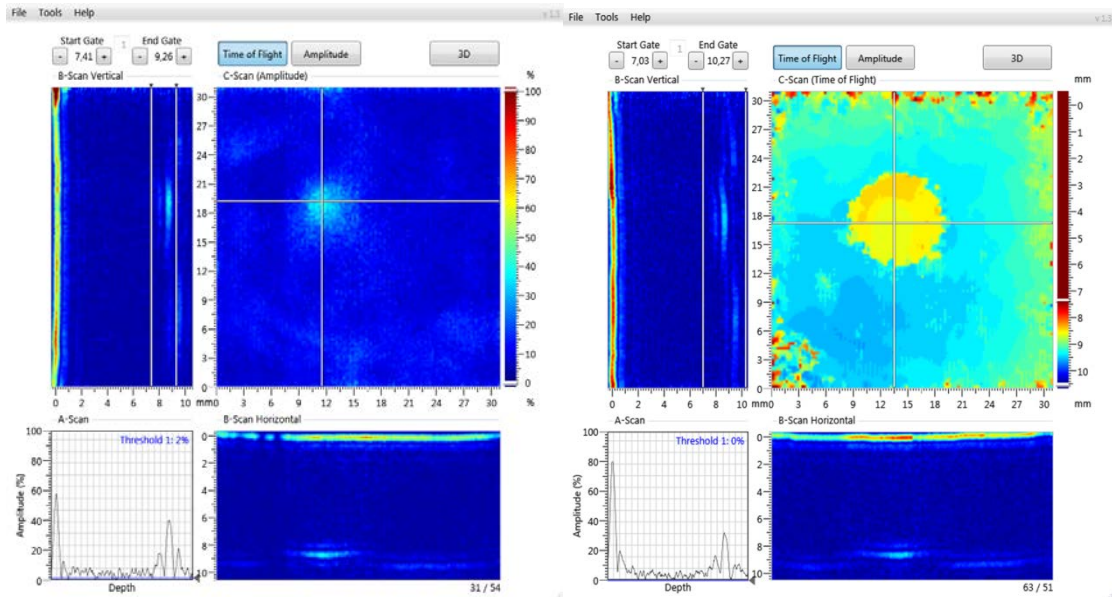 File Tools Help
v 1.3
Start Gate 1 End Gate
- 7,41 + - 9,26 +
Time of Flight Amplitude 3D
B-Scan Vertical C-Scan (Amplitude) %
31
27
24
21
18
15
12
9
6
3
0
100
90
80
70
60
50
40
30
20
10
0
0 2 4 6 8 10 mm 0 3 6 9 12 15 18 21 24 27 30 %
A-Scan B-Scan Horizontal
Threshold 1: 2%
Amplitude (%)
100
80
60
40
20
0
Depth
0
2
4
6
8
10
31 / 54
File Tools Help
v 1.3
Start Gate 1 End Gate
- 7,03 + - 10,27 +
Time of Flight Amplitude 3D
B-Scan Vertical C-Scan (Time of Flight) mm
31
27
24
21
18
15
12
9
6
3
0
0
1
2
3
4
5
6
7
8
9
10
0 2 4 6 8 10 mm 0 3 6 9 12 15 18 21 24 27 30 mm
A-Scan B-Scan Horizontal
Threshold 1: 0%
Amplitude (%)
100
80
60
40
20
0
Depth
0
2
4
6
8
10
63 / 51